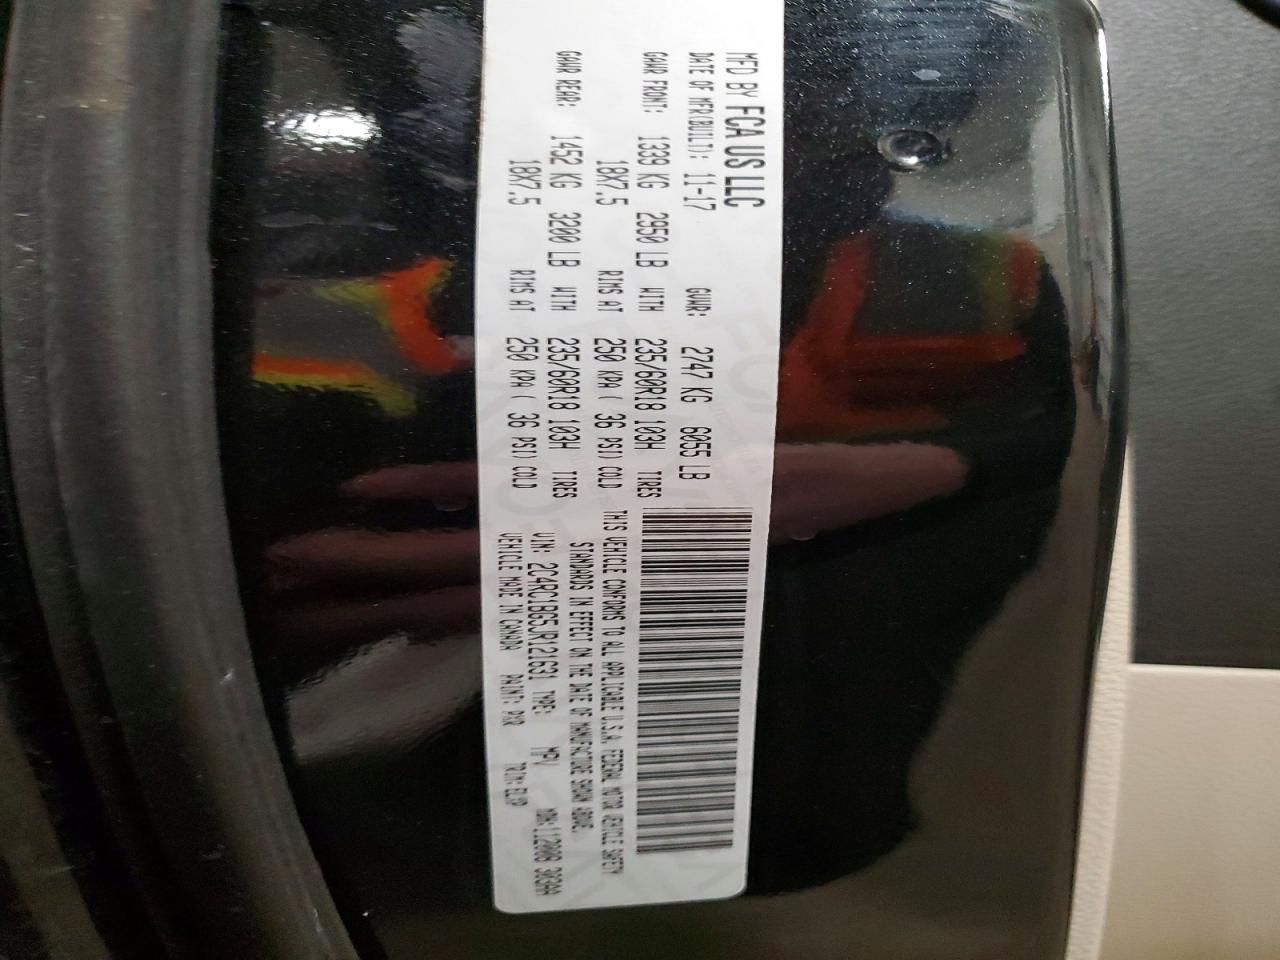 MFD BY FCA US LLC
DATE OF MFR(BUILT): 11-17 GVWR: 2747 KG 6055 LB
GAWR FRONT: 1339 KG 2950 LB WITH 235/60R18 103H TIRES
18X7.5 RIMS AT 250 KPA ( 36 PSI) COLD
GAWR REAR: 1452 KG 3200 LB WITH 235/60R18 103H TIRES
18X7.5 RIMS AT 250 KPA ( 36 PSI) COLD
THIS VEHICLE CONFORMS TO ALL APPLICABLE U.S.A. FEDERAL MOTOR VEHICLE SAFETY
STANDARDS IN EFFECT ON THE DATE OF MANUFACTURE SHOWN ABOVE.
VIN: 2C4RC1BG5JR121631 TYPE: MPV MDH:112008 303AA
VEHICLE MADE IN CANADA PAINT: PXR TRIM: